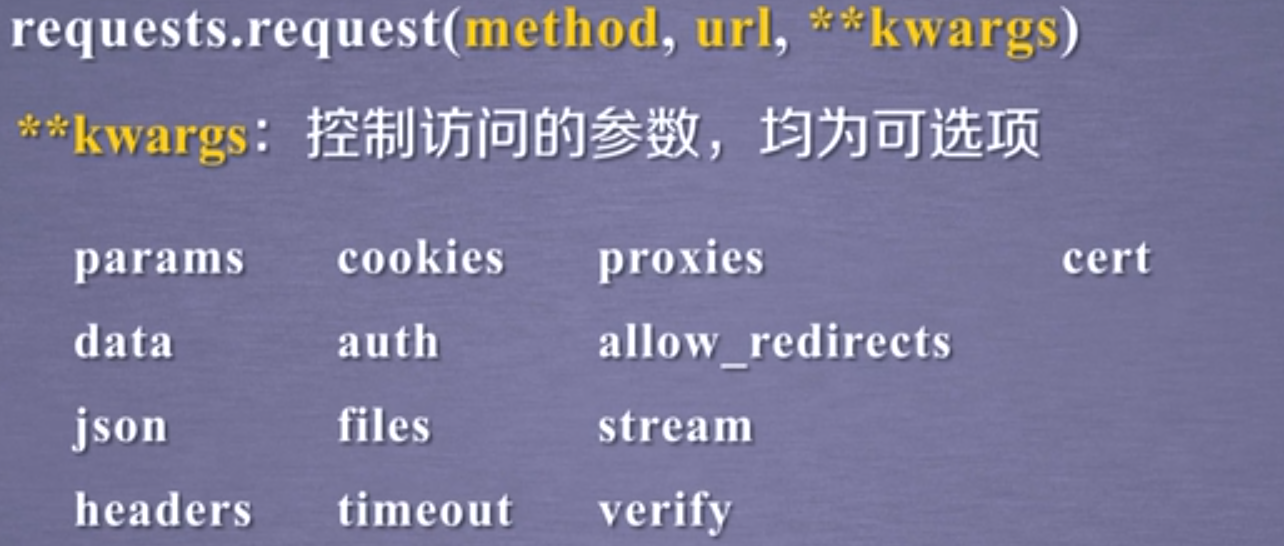 requests.request(method, url, **kwargs)
**kwargs：控制访问的参数，均为可选项
params cookies proxies cert
data auth allow_redirects
json files stream
headers timeout verify